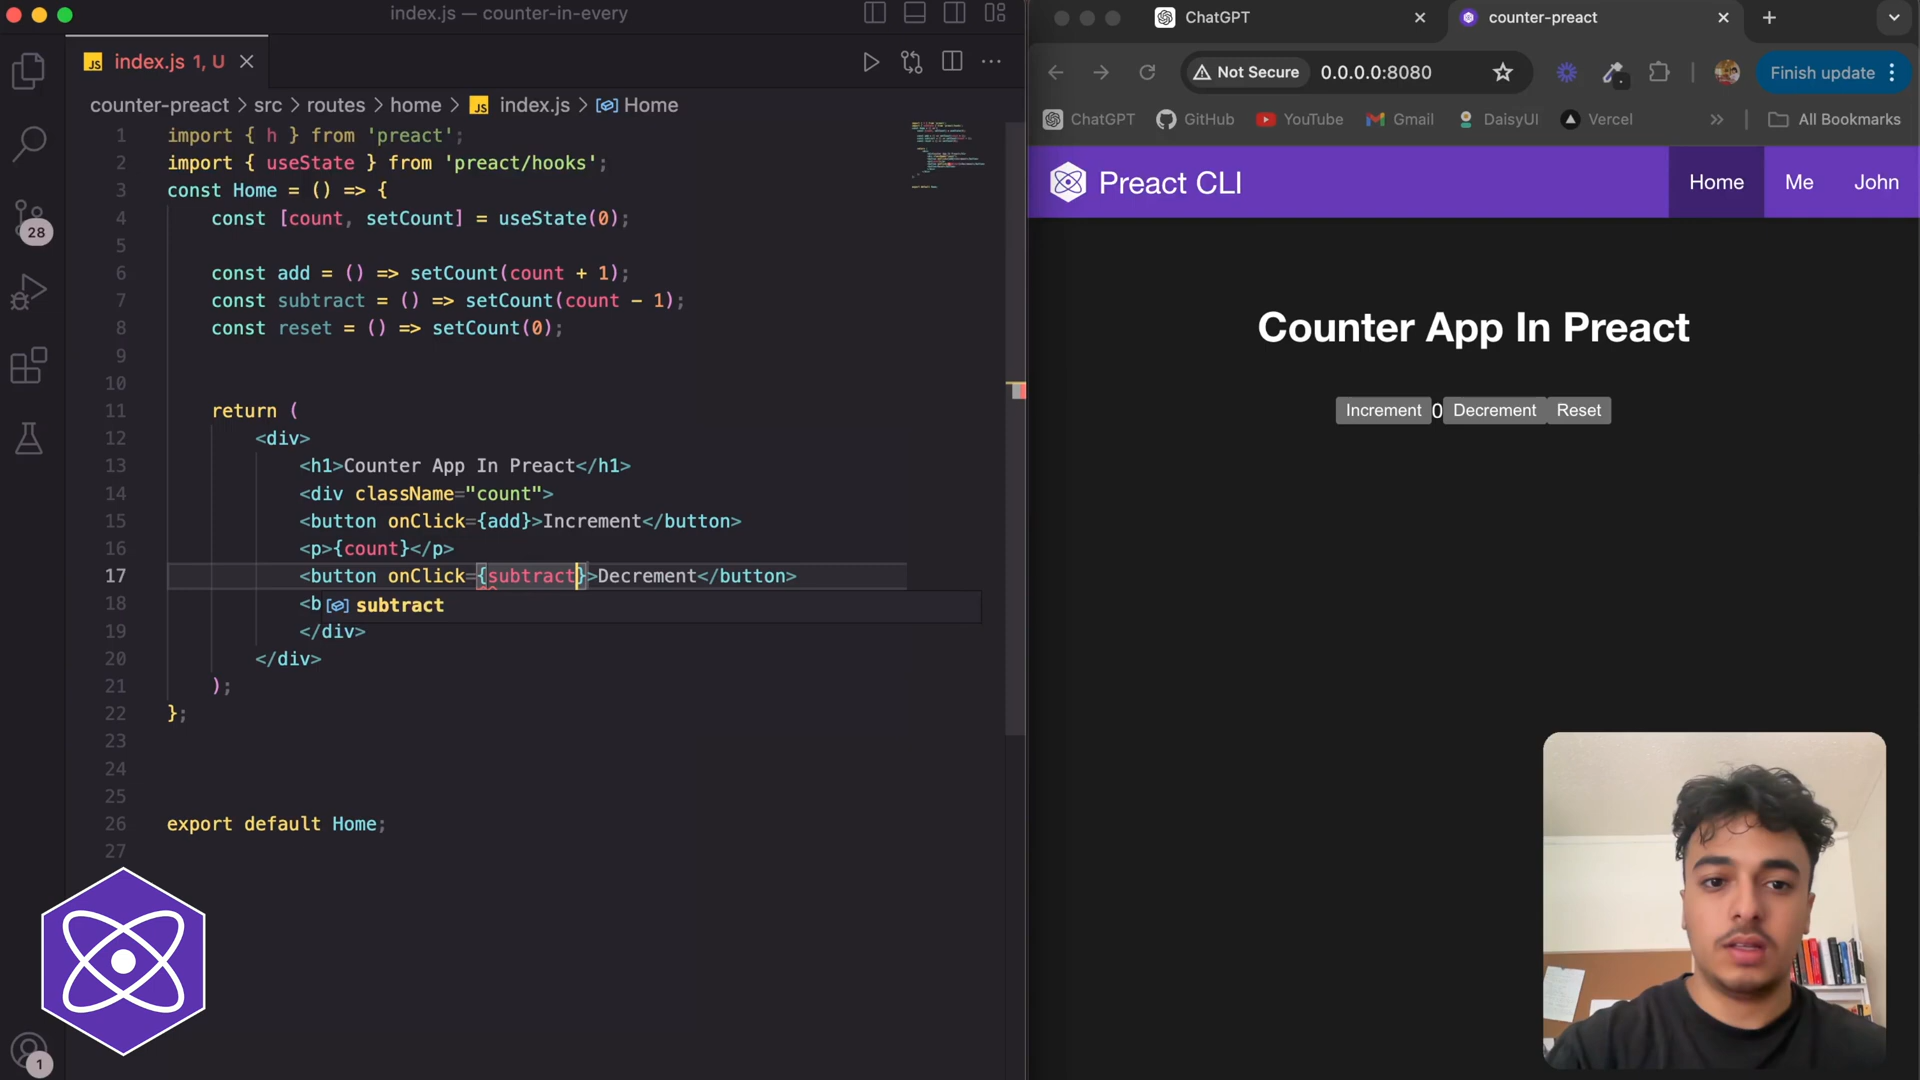 index.js — counter-in-every
JS index.js 1, U
counter-preact > src > routes > home > JS index.js > Home
1 import { h } from 'preact';
2 import { useState } from 'preact/hooks';
3 const Home = () => {
4 const [count, setCount] = useState(0);
5
6 const add = () => setCount(count + 1);
7 const subtract = () => setCount(count - 1);
8 const reset = () => setCount(0);
9
10
11 return (
12 <div>
13 <h1>Counter App In Preact</h1>
14 <div className="count">
15 <button onClick={add}>Increment</button>
16 <p>{count}</p>
17 <button onClick={subtract}>Decrement</button>
18 <b
subtract
19 </div>
20 </div>
21 );
22 };
23
24
25
26 export default Home;
27
28
1
ChatGPT
counter-preact
Not Secure
0.0.0.0:8080
Finish update
ChatGPT
GitHub
YouTube
Gmail
DaisyUI
Vercel
All Bookmarks
Preact CLI
Home
Me
John
Counter App In Preact
Increment 0 Decrement Reset